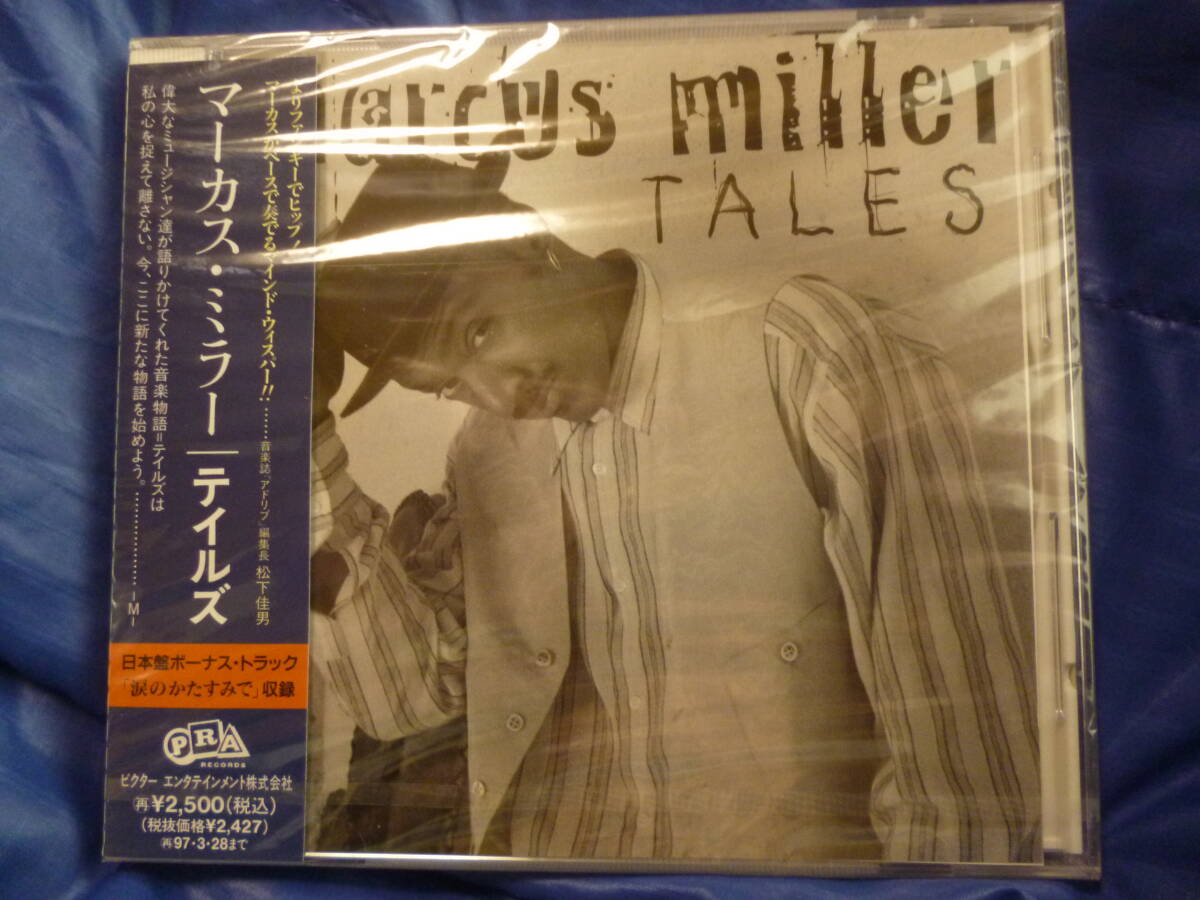 arcus miller
TALES
よりファンキーでヒップ!
マーカスがベースで奏でるマインド・ウィスパー!!……音楽誌「アドリブ」編集長 松下佳男
マーカス・ミラー|テイルズ
偉大なミュージシャン達が語りかけてくれた音楽物語=テイルズは
私の心を捉えて離さない。今、ここに新たな物語を始めよう。………………–M–
日本盤ボーナス・トラック
「涙のかたすみで」収録
PRA
RECORDS
ビクター エンタテインメント株式会社
再¥2,500(税込)
(税抜価格¥2,427)
再97・3・28まで